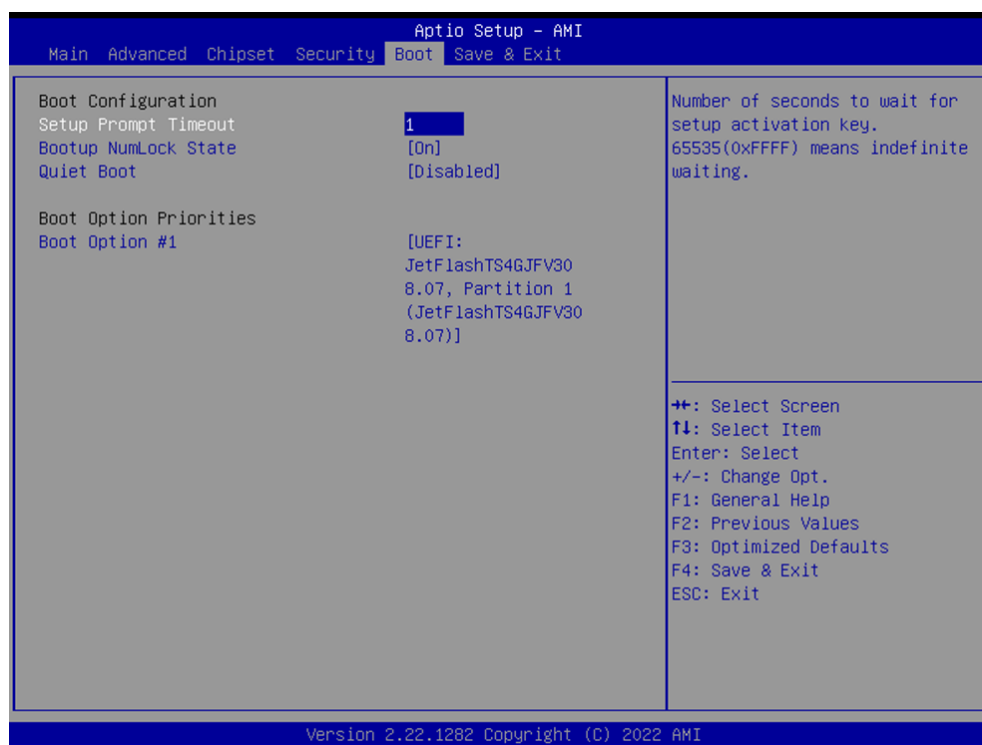 Aptio Setup - AMI
Main Advanced Chipset Security Boot Save & Exit
Boot Configuration
Setup Prompt Timeout 1
Bootup NumLock State [On]
Quiet Boot [Disabled]
Boot Option Priorities
Boot Option #1 [UEFI:
JetFlashTS4GJFV30
8.07, Partition 1
(JetFlashTS4GJFV30
8.07)]
Number of seconds to wait for
setup activation key.
65535(0xFFFF) means indefinite
waiting.
→←: Select Screen
↑↓: Select Item
Enter: Select
+/-: Change Opt.
F1: General Help
F2: Previous Values
F3: Optimized Defaults
F4: Save & Exit
ESC: Exit
Version 2.22.1282 Copyright (C) 2022 AMI